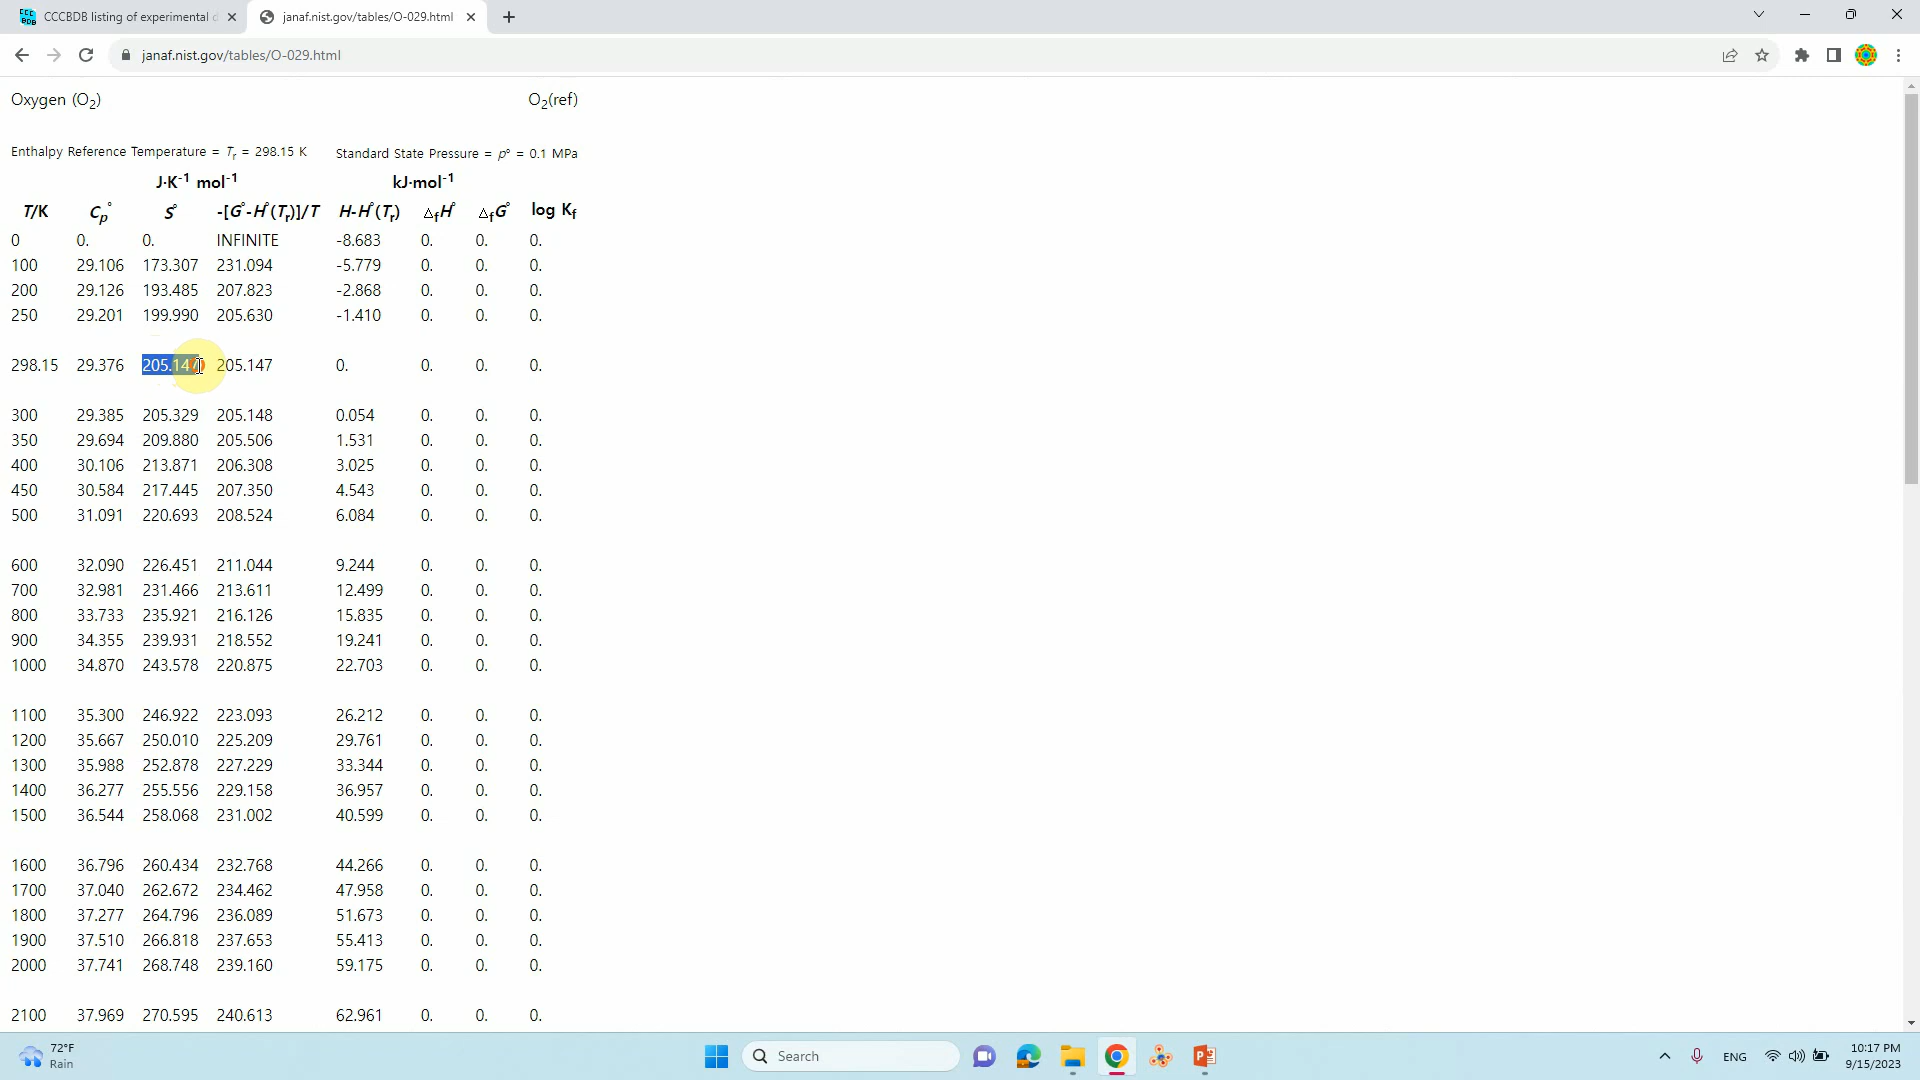 CCCBDB listing of experimental d
janaf.nist.gov/tables/O-029.html
janaf.nist.gov/tables/O-029.html
Oxygen (O2) O2(ref)
Enthalpy Reference Temperature = Tr = 298.15 K Standard State Pressure = p° = 0.1 MPa
J·K-1 mol-1 kJ·mol-1
T/K Cp° S° -[G°-H°(Tr)]/T H-H°(Tr) △fH° △fG° log Kf
0 0. 0. INFINITE -8.683 0. 0. 0.
100 29.106 173.307 231.094 -5.779 0. 0. 0.
200 29.126 193.485 207.823 -2.868 0. 0. 0.
250 29.201 199.990 205.630 -1.410 0. 0. 0.
298.15 29.376 205.147 205.147 0. 0. 0. 0.
300 29.385 205.329 205.148 0.054 0. 0. 0.
350 29.694 209.880 205.506 1.531 0. 0. 0.
400 30.106 213.871 206.308 3.025 0. 0. 0.
450 30.584 217.445 207.350 4.543 0. 0. 0.
500 31.091 220.693 208.524 6.084 0. 0. 0.
600 32.090 226.451 211.044 9.244 0. 0. 0.
700 32.981 231.466 213.611 12.499 0. 0. 0.
800 33.733 235.921 216.126 15.835 0. 0. 0.
900 34.355 239.931 218.552 19.241 0. 0. 0.
1000 34.870 243.578 220.875 22.703 0. 0. 0.
1100 35.300 246.922 223.093 26.212 0. 0. 0.
1200 35.667 250.010 225.209 29.761 0. 0. 0.
1300 35.988 252.878 227.229 33.344 0. 0. 0.
1400 36.277 255.556 229.158 36.957 0. 0. 0.
1500 36.544 258.068 231.002 40.599 0. 0. 0.
1600 36.796 260.434 232.768 44.266 0. 0. 0.
1700 37.040 262.672 234.462 47.958 0. 0. 0.
1800 37.277 264.796 236.089 51.673 0. 0. 0.
1900 37.510 266.818 237.653 55.413 0. 0. 0.
2000 37.741 268.748 239.160 59.175 0. 0. 0.
2100 37.969 270.595 240.613 62.961 0. 0. 0.
72°F
Rain
Search
ENG
10:17 PM
9/15/2023